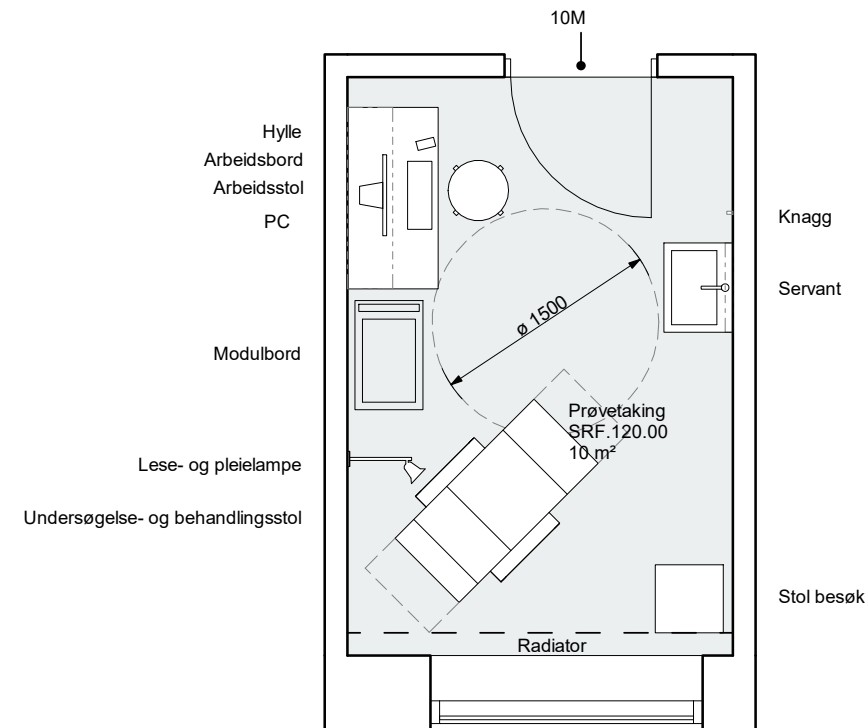 10M
Hylle
Arbeidsbord
Arbeidsstol
PC
Knagg
Servant
ø 1500
Modulbord
Prøvetaking
SRF.120.00
10 m²
Lese- og pleielampe
Undersøgelse- og behandlingsstol
Stol besøk
Radiator